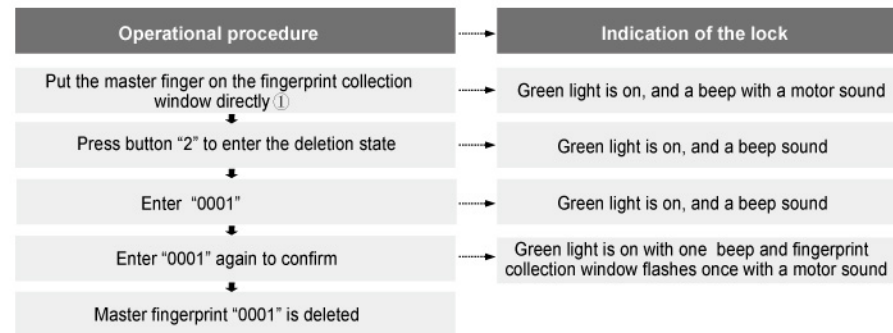 Operational procedure
Indication of the lock
Put the master finger on the fingerprint collection
window directly①
Green light is on, and a beep with a motor sound
Press button “2” to enter the deletion state
Green light is on, and a beep sound
Enter “0001”
Green light is on, and a beep sound
Enter “0001” again to confirm
Green light is on with one beep and fingerprint
collection window flashes once with a motor sound
Master fingerprint “0001” is deleted